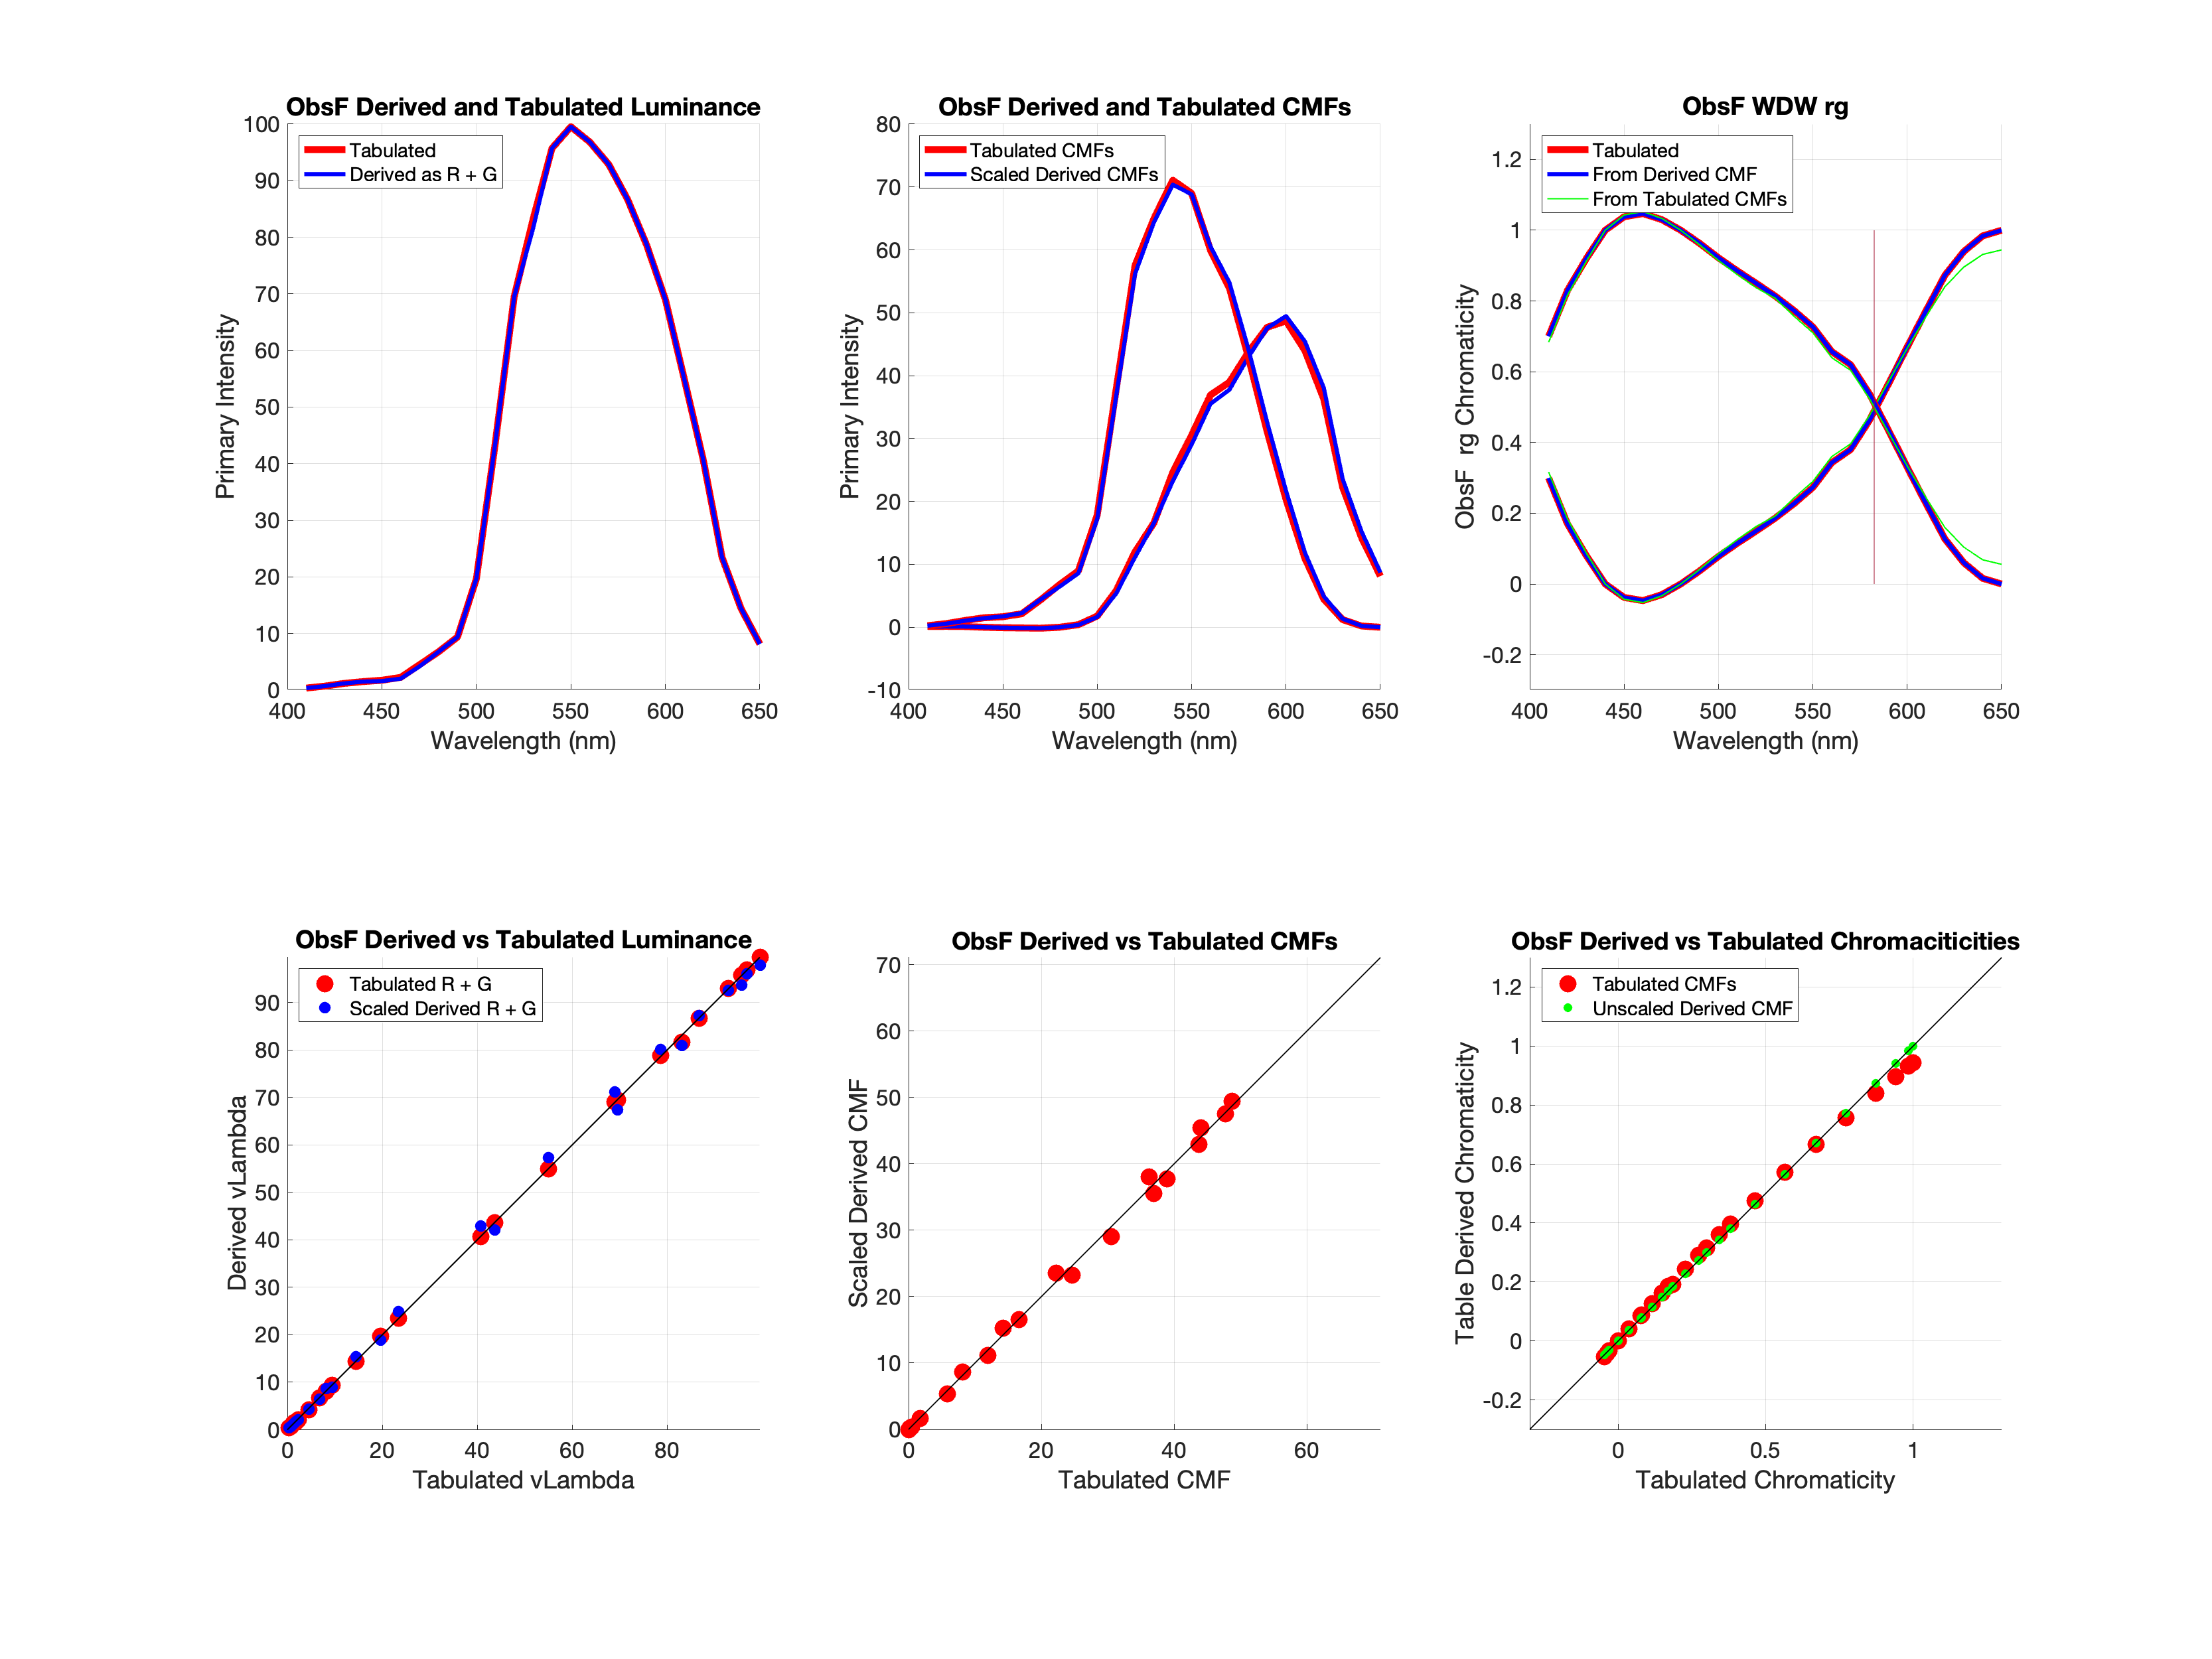 ObsF Derived and Tabulated Luminance
Tabulated
Derived as R + G
100
90
80
70
60
50
40
30
20
10
0
400
450
500
550
600
650
Primary Intensity
Wavelength (nm)
ObsF Derived and Tabulated CMFs
Tabulated CMFs
Scaled Derived CMFs
80
70
60
50
40
30
20
10
0
-10
400
450
500
550
600
650
Primary Intensity
Wavelength (nm)
ObsF WDW rg
Tabulated
From Derived CMF
From Tabulated CMFs
1.2
1
0.8
0.6
0.4
0.2
0
-0.2
400
450
500
550
600
650
ObsF rg Chromaticity
Wavelength (nm)
ObsF Derived vs Tabulated Luminance
Tabulated R + G
Scaled Derived R + G
90
80
70
60
50
40
30
20
10
0
0
20
40
60
80
Derived vLambda
Tabulated vLambda
ObsF Derived vs Tabulated CMFs
70
60
50
40
30
20
10
0
0
20
40
60
Scaled Derived CMF
Tabulated CMF
ObsF Derived vs Tabulated Chromaciticities
Tabulated CMFs
Unscaled Derived CMF
1.2
1
0.8
0.6
0.4
0.2
0
-0.2
0
0.5
1
Table Derived Chromaticity
Tabulated Chromaticity